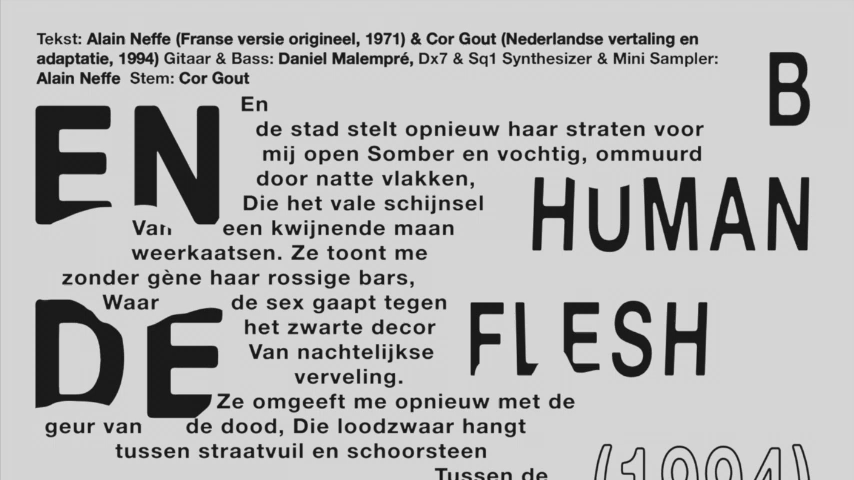 Tekst: Alain Neffe (Franse versie origineel, 1971) & Cor Gout (Nederlandse vertaling en
adaptatie, 1994) Gitaar & Bass: Daniel Malempré, Dx7 & Sq1 Synthesizer & Mini Sampler:
Alain Neffe Stem: Cor Gout
B
HUMAN
FLESH
(1994)
EN
DE
En
de stad stelt opnieuw haar straten voor
mij open Somber en vochtig, ommuurd
door natte vlakken,
Die het vale schijnsel
Van een kwijnende maan
weerkaatsen. Ze toont me
zonder gène haar rossige bars,
Waar de sex gaapt tegen
het zwarte decor
Van nachtelijkse
verveling.
Ze omgeeft me opnieuw met de
geur van de dood, Die loodzwaar hangt
tussen straatvuil en schoorsteen
Tussen de